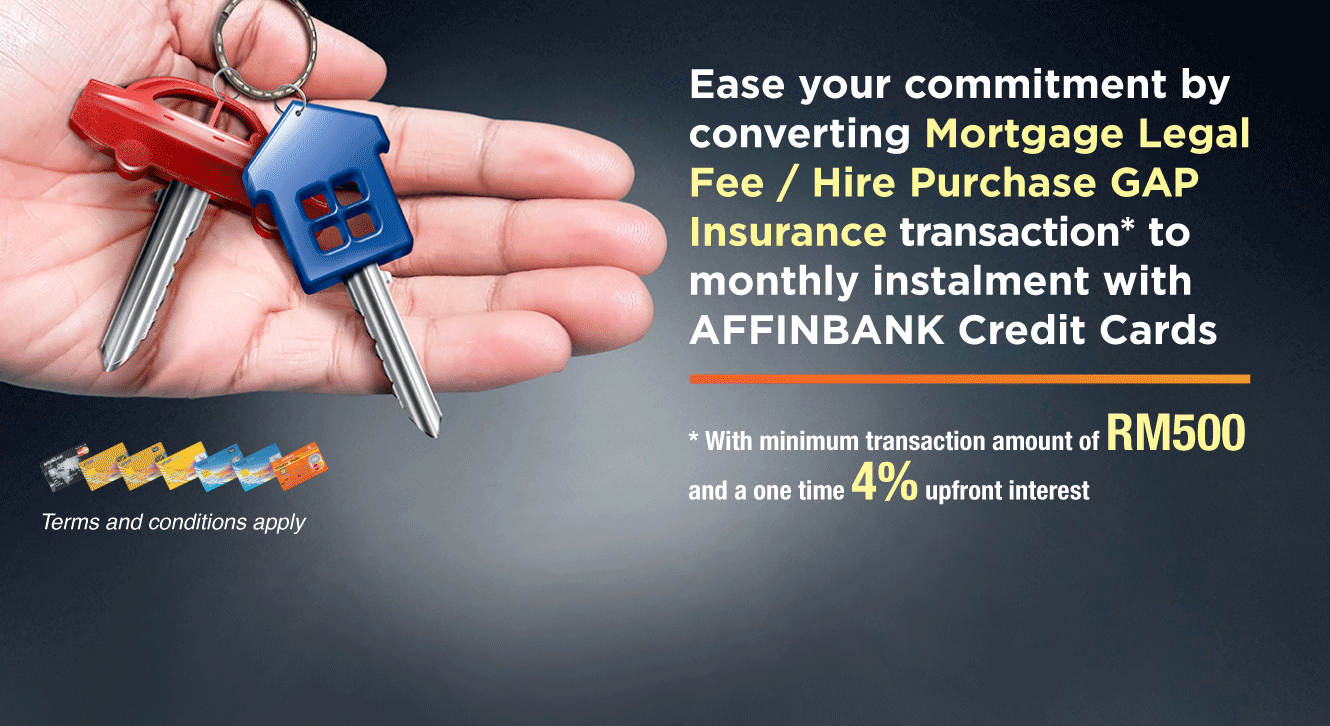 Ease your commitment by
converting Mortgage Legal
Fee / Hire Purchase GAP
Insurance transaction* to
monthly instalment with
AFFINBANK Credit Cards
* With minimum transaction amount of RM500
and a one time 4% upfront interest
Terms and conditions apply